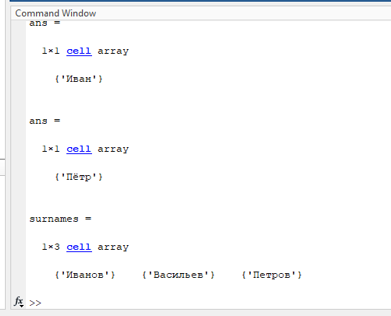 Command Window
ans =
1×1 cell array
{'Иван'}
ans =
1×1 cell array
{'Пётр'}
surnames =
1×3 cell array
{'Иванов'} {'Васильев'} {'Петров'}
fx >>